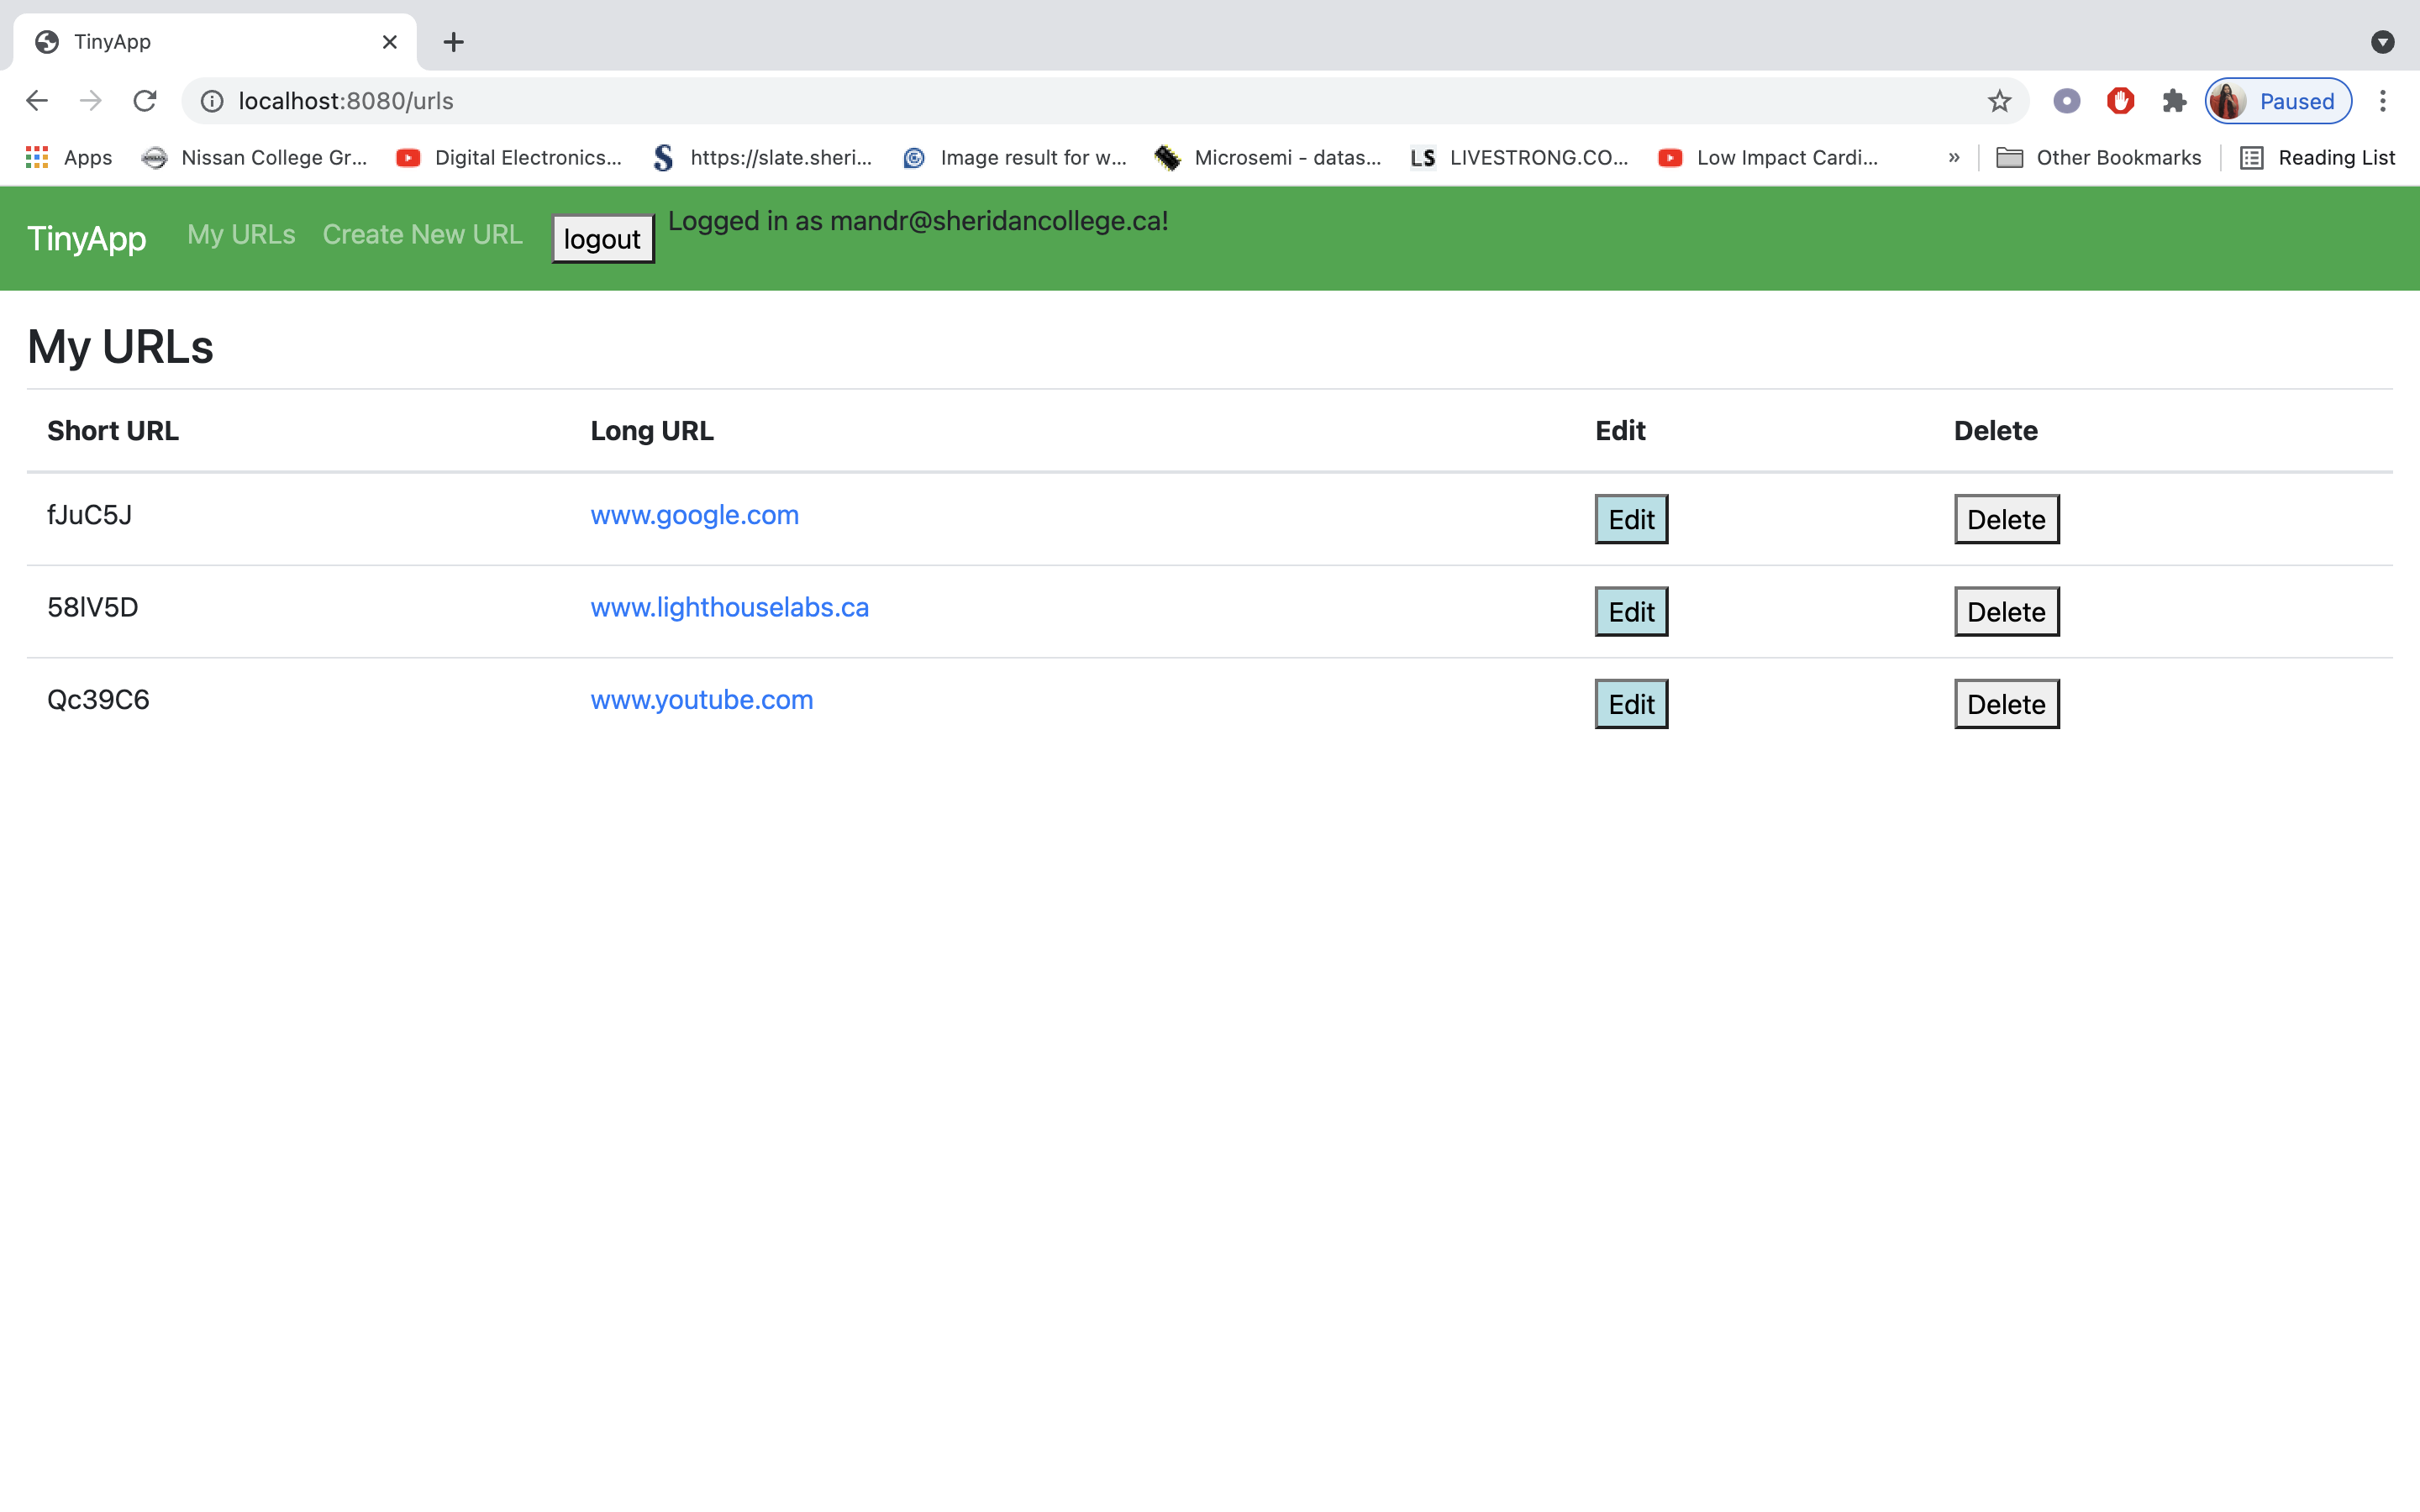 TinyApp
localhost:8080/urls
Paused
Apps Nissan College Gr... Digital Electronics... https://slate.sheri... Image result for w... Microsemi - datas... LS LIVESTRONG.CO... Low Impact Cardi... » Other Bookmarks Reading List
TinyApp My URLs Create New URL logout Logged in as mandr@sheridancollege.ca!
My URLs
Short URL Long URL Edit Delete
fJuC5J www.google.com Edit Delete
58lV5D www.lighthouselabs.ca Edit Delete
Qc39C6 www.youtube.com Edit Delete